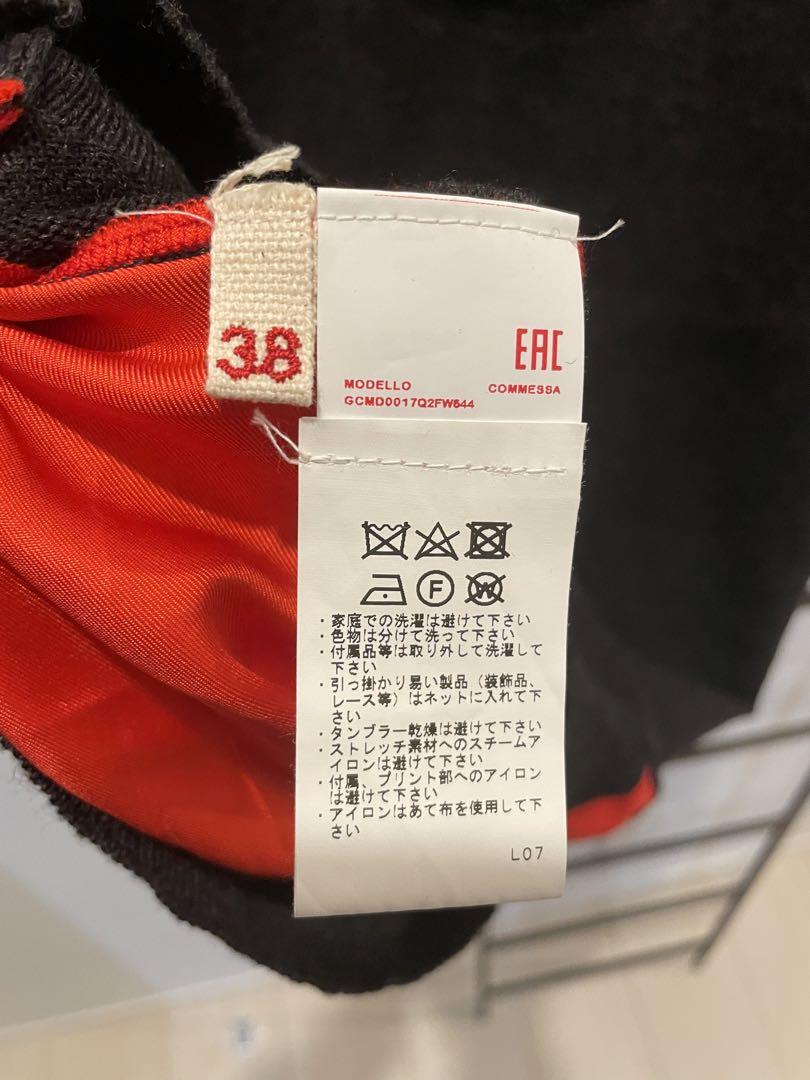 38
EAC
MODELLO
COMMESSA
GCMD0017Q2FW544
F
W
・家庭での洗濯は避けて下さい
・色物は分けて洗って下さい
・付属品等は取り外して洗濯して
下さい
・引っ掛かり易い製品（装飾品、
レース等）はネットに入れて下
さい
・タンブラー乾燥は避けて下さい
・ストレッチ素材へのスチームア
イロンは避けて下さい
・付属、プリント部へのアイロン
は避けて下さい
・アイロンはあて布を使用して下
さい
L07